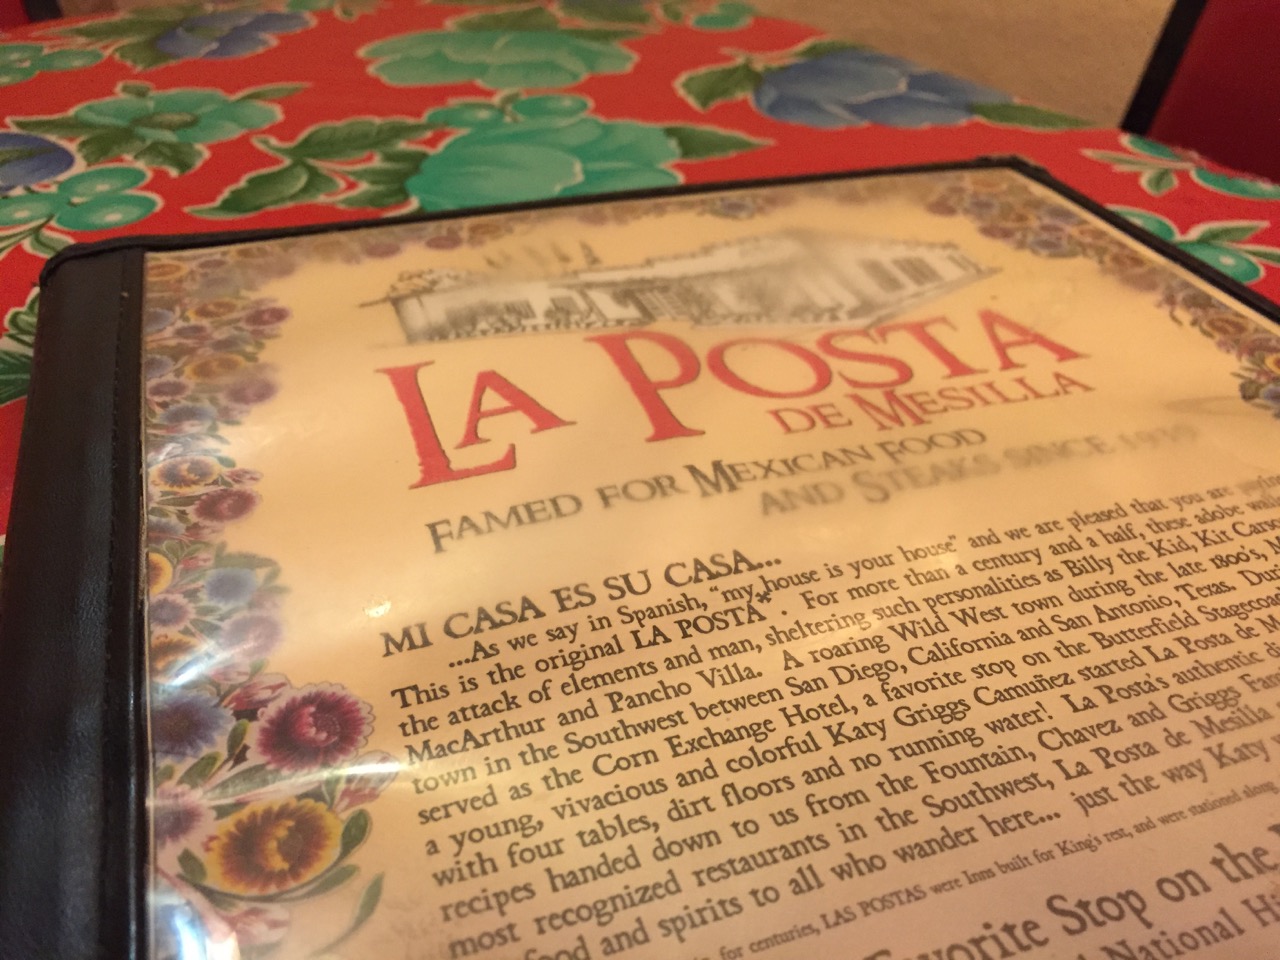 LA POSTA
DE MESILLA
FAMED FOR MEXICAN FOOD
AND STEAKS SINCE 1939
MI CASA ES SU CASA...
...As we say in Spanish, "my house is your house" and we are pleased that you are
This is the original LA POSTA*. For more than a century and a half, these adobe walls
the attack of elements and man, sheltering such personalities as Billy the Kid, Kit Carson
MacArthur and Pancho Villa. A roaring Wild West town during the late 1800's,
town in the Southwest between San Diego, California and San Antonio, Texas.
served as the Corn Exchange Hotel, a favorite stop on the Butterfield
a young, vivacious and colorful Katy Griggs Camuñez started La Posta de
with four tables, dirt floors and no running water! La Posta's authentic
recipes handed down to us from the Fountain, Chavez and Griggs
most recognized restaurants in the Southwest, La Posta de Mesilla
food and spirits to all who wander here... just the way Katy
for centuries, LAS POSTAS were Inns built for King's rest, and were national along
Favorite Stop on the
National